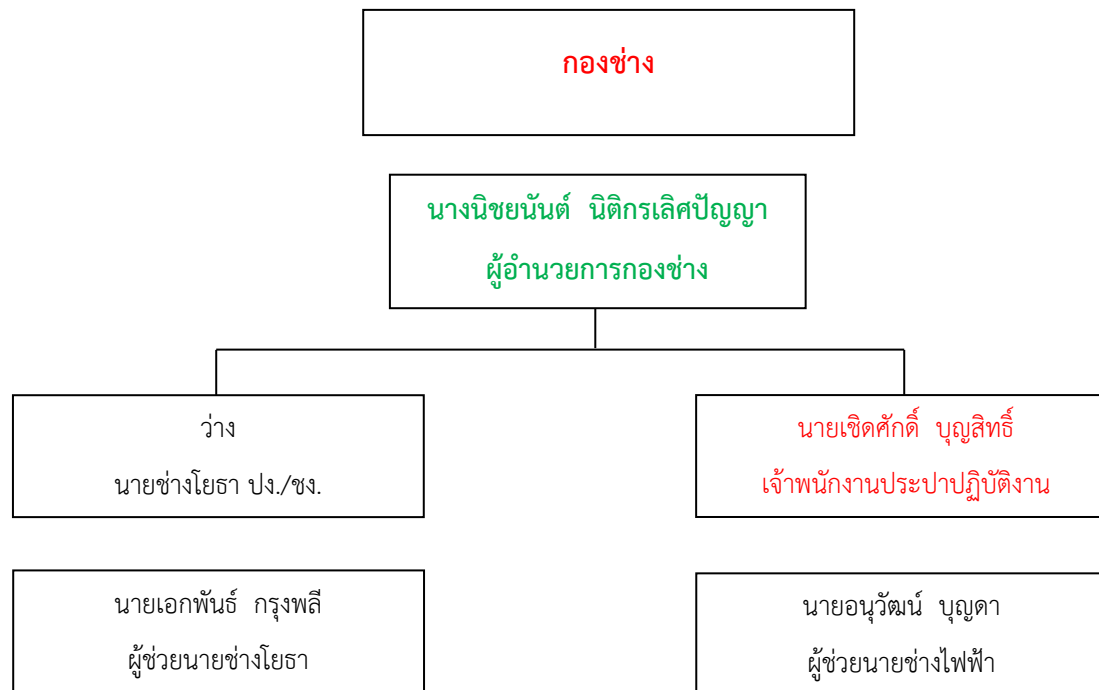 กองช่าง
นางนิชยนันต์ นิติกรเลิศปัญญา
ผู้อำนวยการกองช่าง
ว่าง
นายช่างโยธา ปง./ชง.
นายเชิดศักดิ์ บุญสิทธิ์
เจ้าพนักงานประปาปฏิบัติงาน
นายเอกพันธ์ กรุงพลี
ผู้ช่วยนายช่างโยธา
นายอนุวัฒน์ บุญดา
ผู้ช่วยนายช่างไฟฟ้า